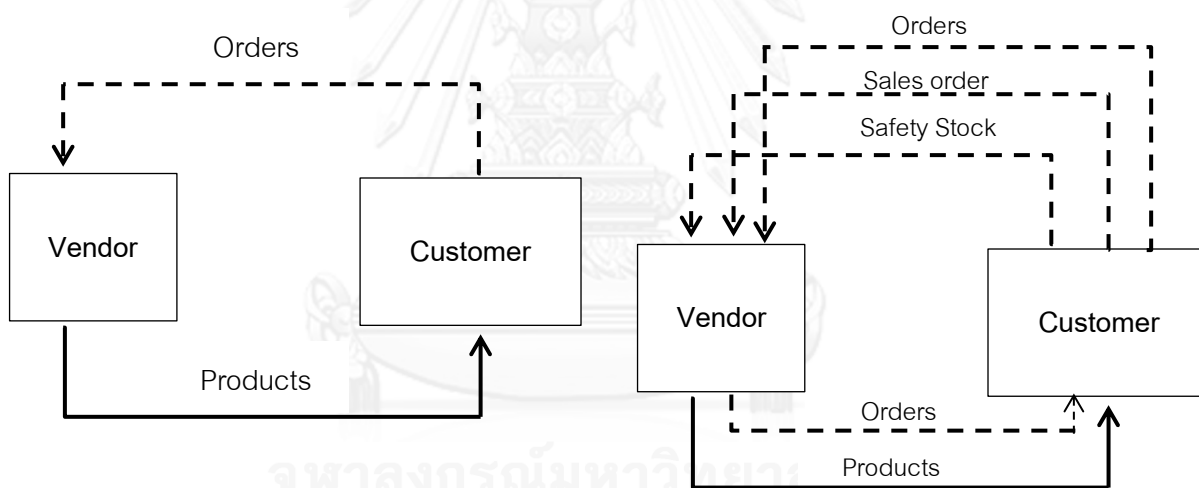 Orders
Vendor
Customer
Products
Orders
Sales order
Safety Stock
Vendor
Customer
Orders
Products